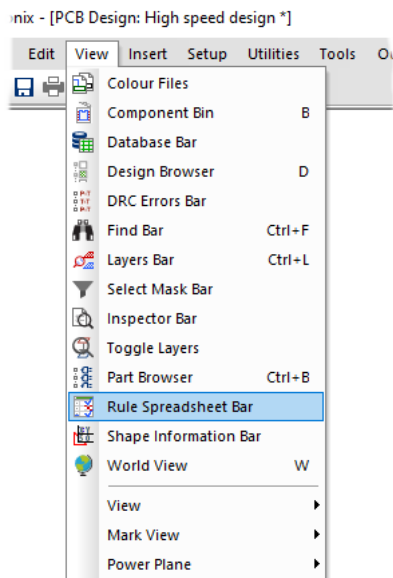 onix - [PCB Design: High speed design *]
Edit View Insert Setup Utilities Tools
Colour Files
Component Bin B
Database Bar
Design Browser D
DRC Errors Bar
Find Bar Ctrl+F
Layers Bar Ctrl+L
Select Mask Bar
Inspector Bar
Toggle Layers
Part Browser Ctrl+B
Rule Spreadsheet Bar
Shape Information Bar
World View W
View
Mark View
Power Plane